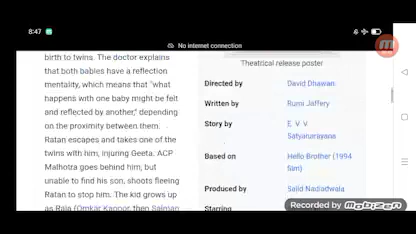 8:47
No internet connection
birth to twins. The doctor explains
that both babies have a reflection
mentality, which means that "what
happens with one baby might be felt
and reflected by another," depending
on the proximity between them.
Ratan escapes and takes one of the
twins with him, injuring Geeta. ACP
Malhotra goes behind him, but
unable to find his son, shoots fleeing
Ratan to stop him. The kid grows up
as Raja (Omkar Kapoor, then Salman
Theatrical release poster
Directed by David Dhawan
Written by Rumi Jaffery
Story by E. V. V.
Satyanarayana
Based on Hello Brother (1994
film)
Produced by Sajid Nadiadwala
Starring
Recorded by mobizen